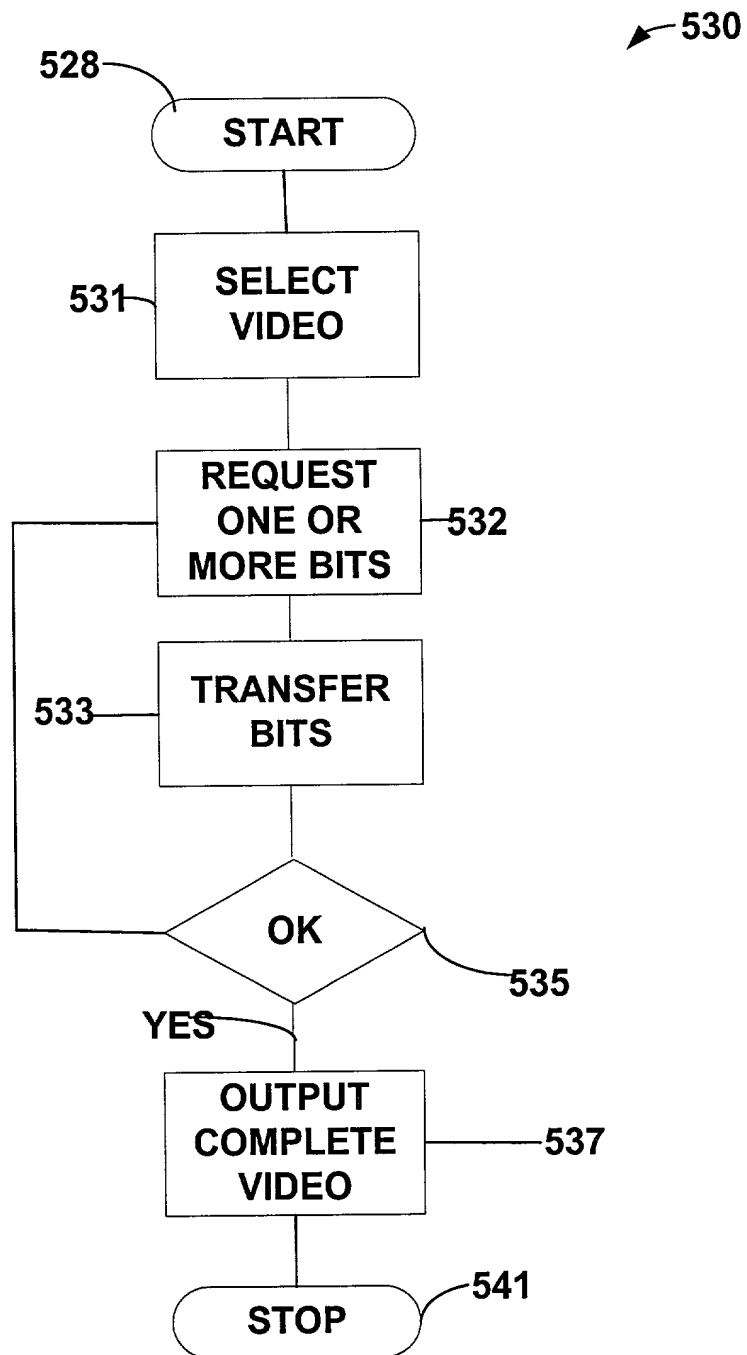 530
528
START
531
SELECT
VIDEO
REQUEST
ONE OR
MORE BITS
532
533
TRANSFER
BITS
OK
535
YES
OUTPUT
COMPLETE
VIDEO
537
STOP
541